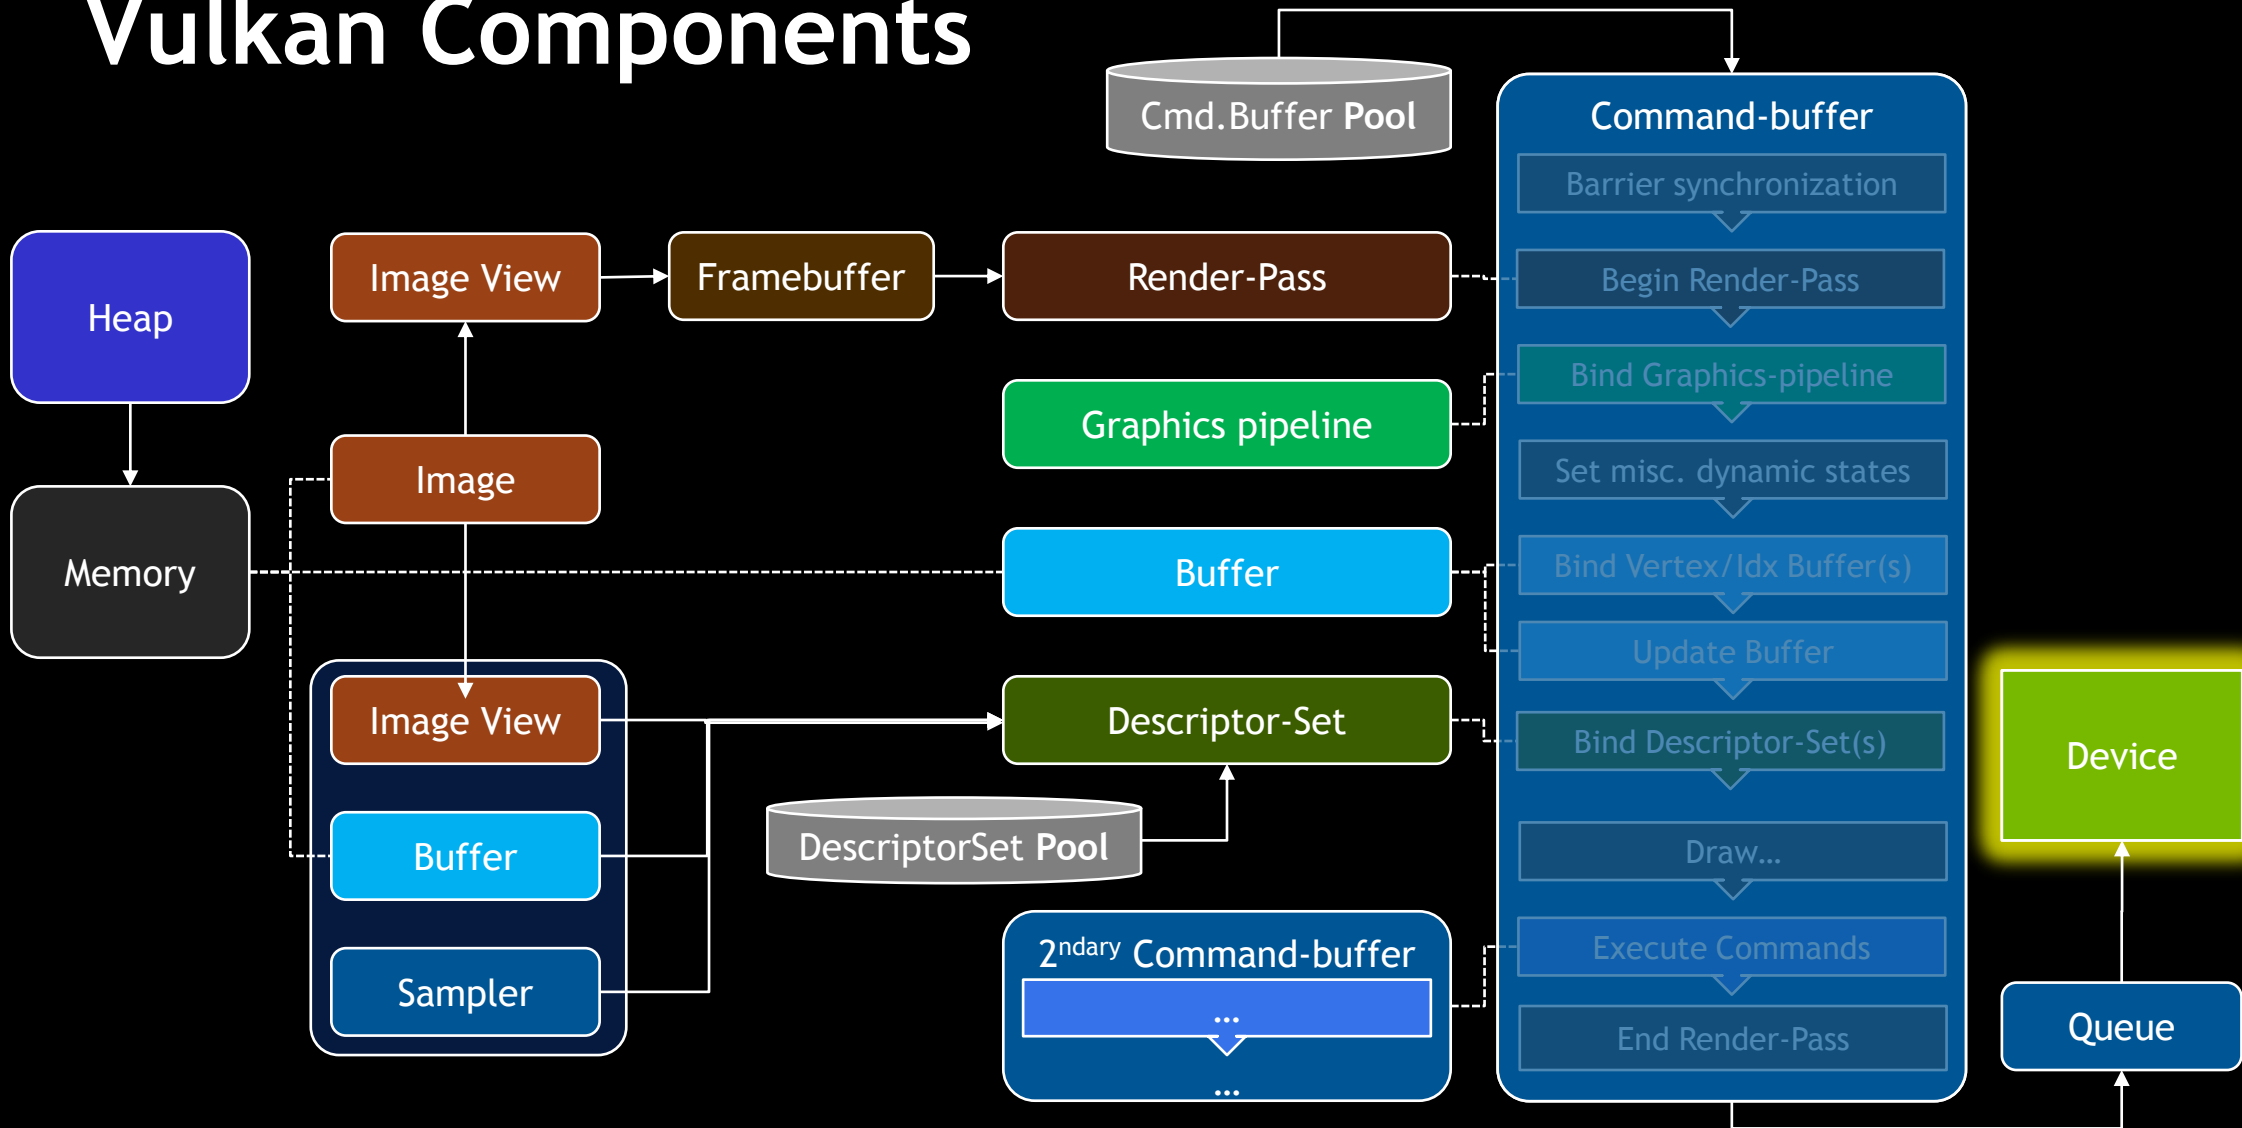 Vulkan Components
Cmd.Buffer Pool
Command-buffer
Barrier synchronization
Begin Render-Pass
Bind Graphics-pipeline
Set misc. dynamic states
Bind Vertex/Idx Buffer(s)
Update Buffer
Bind Descriptor-Set(s)
Draw...
Execute Commands
End Render-Pass
Heap
Memory
Image View
Framebuffer
Render-Pass
Image
Graphics pipeline
Buffer
Image View
Buffer
Sampler
Descriptor-Set
DescriptorSet Pool
2ndary Command-buffer
...
...
Device
Queue